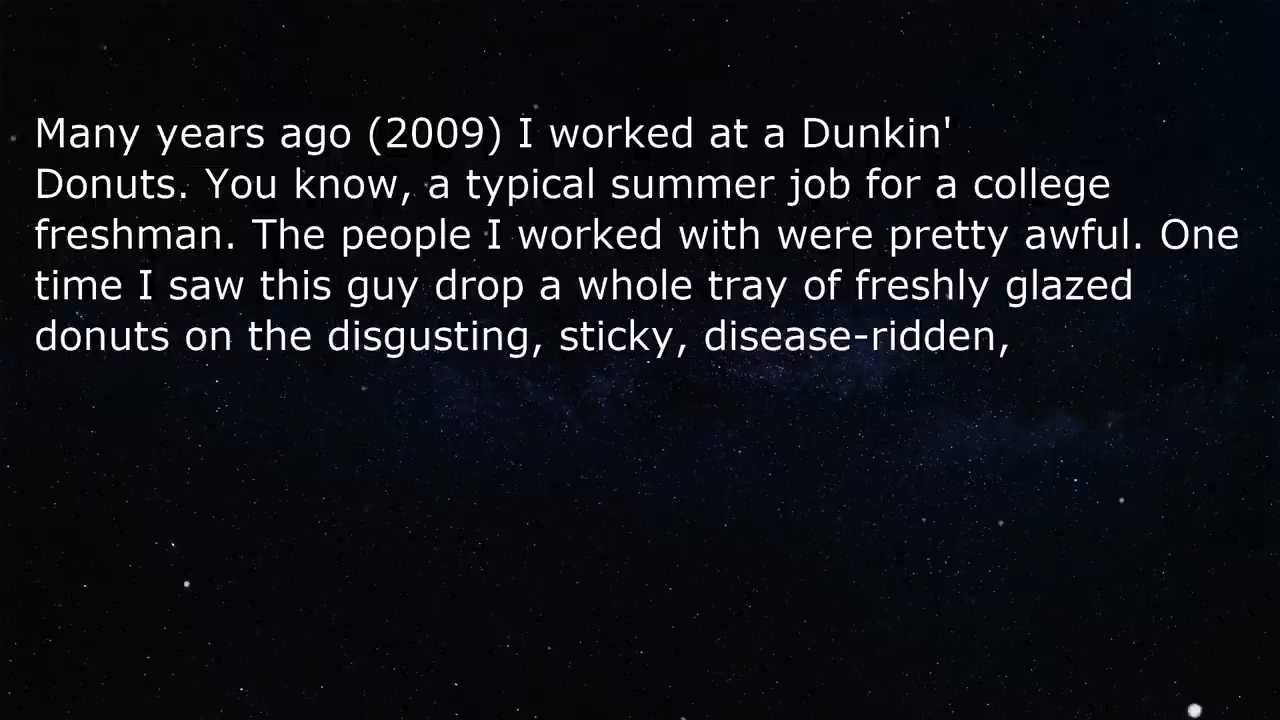 Many years ago (2009) I worked at a Dunkin'
Donuts. You know, a typical summer job for a college
freshman. The people I worked with were pretty awful. One
time I saw this guy drop a whole tray of freshly glazed
donuts on the disgusting, sticky, disease-ridden,